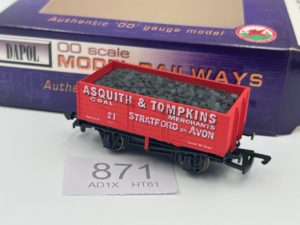 DAPOL
OO scale
Authentic 'OO' gauge model
MODEL RAILWAYS
Authentic
ASQUITH & TOMPKINS
COAL MERCHANTS
21 STRATFORD on AVON
871
AD1X HT61